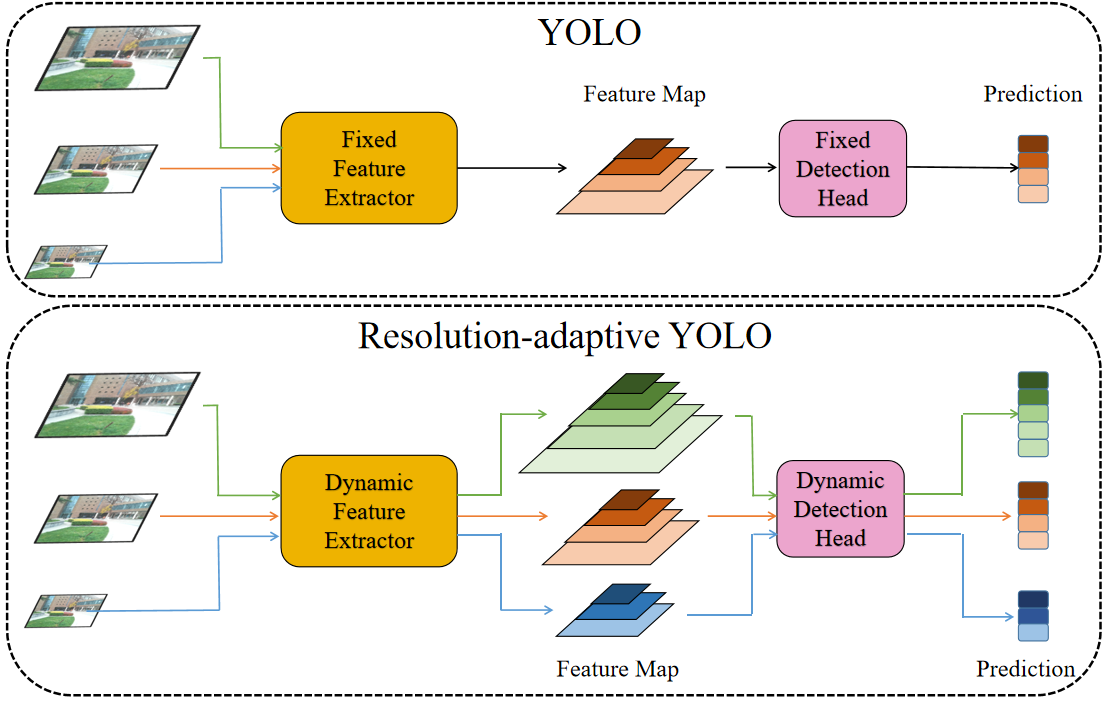 YOLO
Feature Map
Prediction
Fixed
Feature
Extractor
Fixed
Detection
Head
Resolution-adaptive YOLO
Dynamic
Feature
Extractor
Dynamic
Detection
Head
Feature Map
Prediction